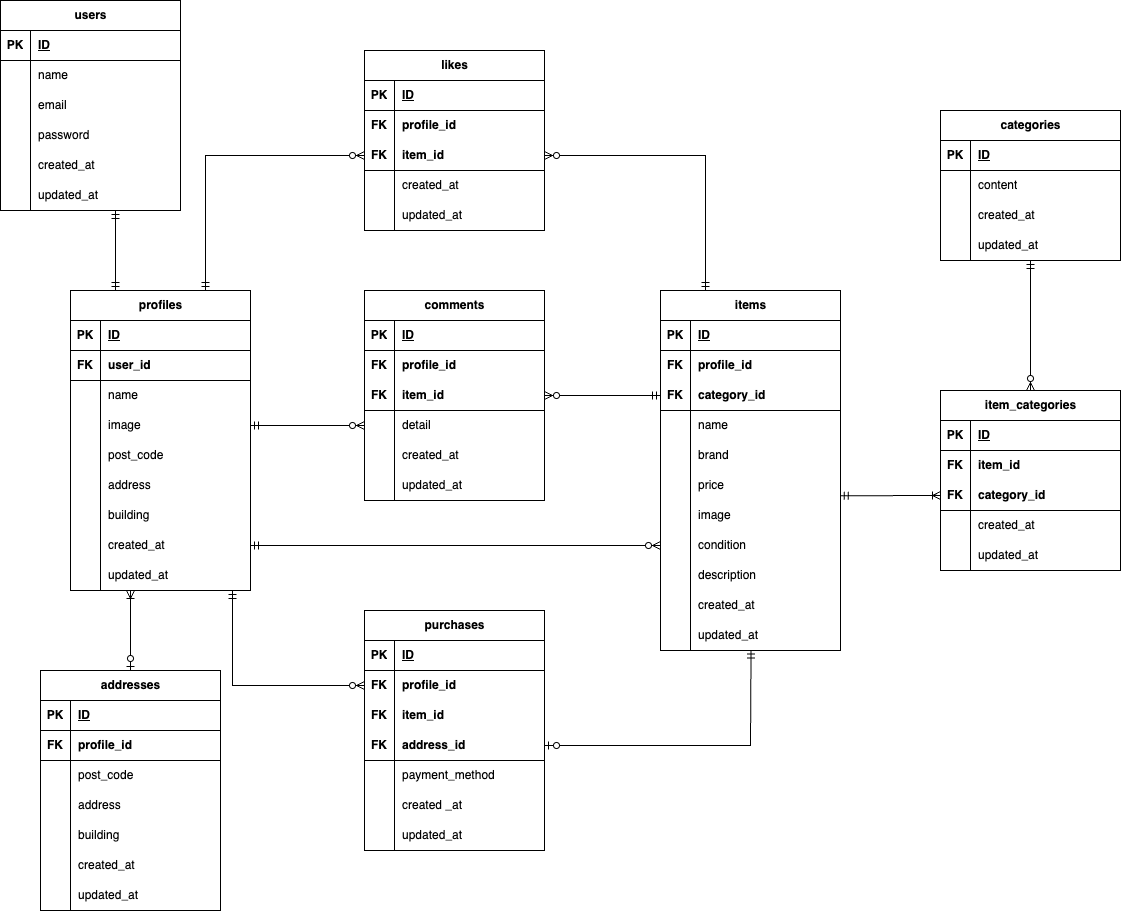 users
PK ID
name
email
password
created_at
updated_at
likes
PK ID
FK profile_id
FK item_id
created_at
updated_at
categories
PK ID
content
created_at
updated_at
profiles
PK ID
FK user_id
name
image
post_code
address
building
created_at
updated_at
comments
PK ID
FK profile_id
FK item_id
detail
created_at
updated_at
items
PK ID
FK profile_id
FK category_id
name
brand
price
image
condition
description
created_at
updated_at
item_categories
PK ID
FK item_id
FK category_id
created_at
updated_at
purchases
PK ID
FK profile_id
FK item_id
FK address_id
payment_method
created _at
updated_at
addresses
PK ID
FK profile_id
post_code
address
building
created_at
updated_at